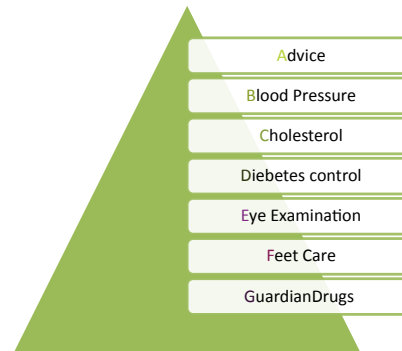 Advice
Blood Pressure
Cholesterol
Diebetes control
Eye Examination
Feet Care
GuardianDrugs